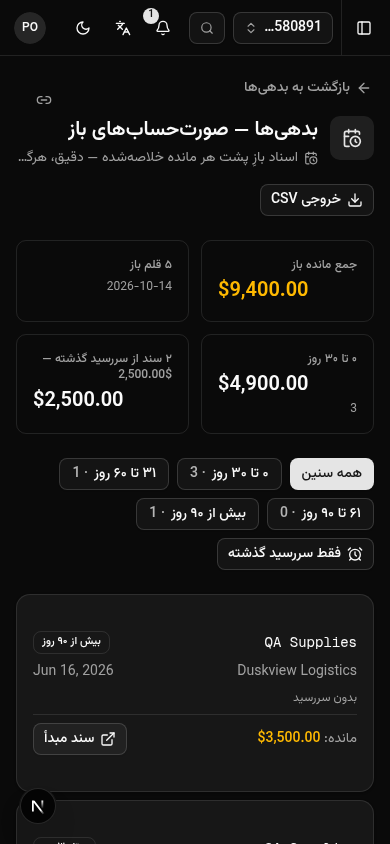 PO
1
580891...
بازگشت به بدهی‌ها
بدهی‌ها — صورت‌حساب‌های باز
اسناد باز پشت هر مانده خلاصه‌شده — دقیق، هرگ...
خروجی CSV
جمع مانده باز
$9,400.00
۵ قلم باز
2026-10-14
۰ تا ۳۰ روز
$4,900.00
3
۲ سند از سررسید گذشته — 2,500.00$
$2,500.00
همه سنین
۰ تا ۳۰ روز · 3
۳۱ تا ۶۰ روز · 1
۶۱ تا ۹۰ روز · 0
بیش از ۹۰ روز · 1
فقط سررسید گذشته
QA Supplies
بیش از ۹۰ روز
Duskview Logistics
Jun 16, 2026
بدون سررسید
مانده: $3,500.00
سند مبدأ
N